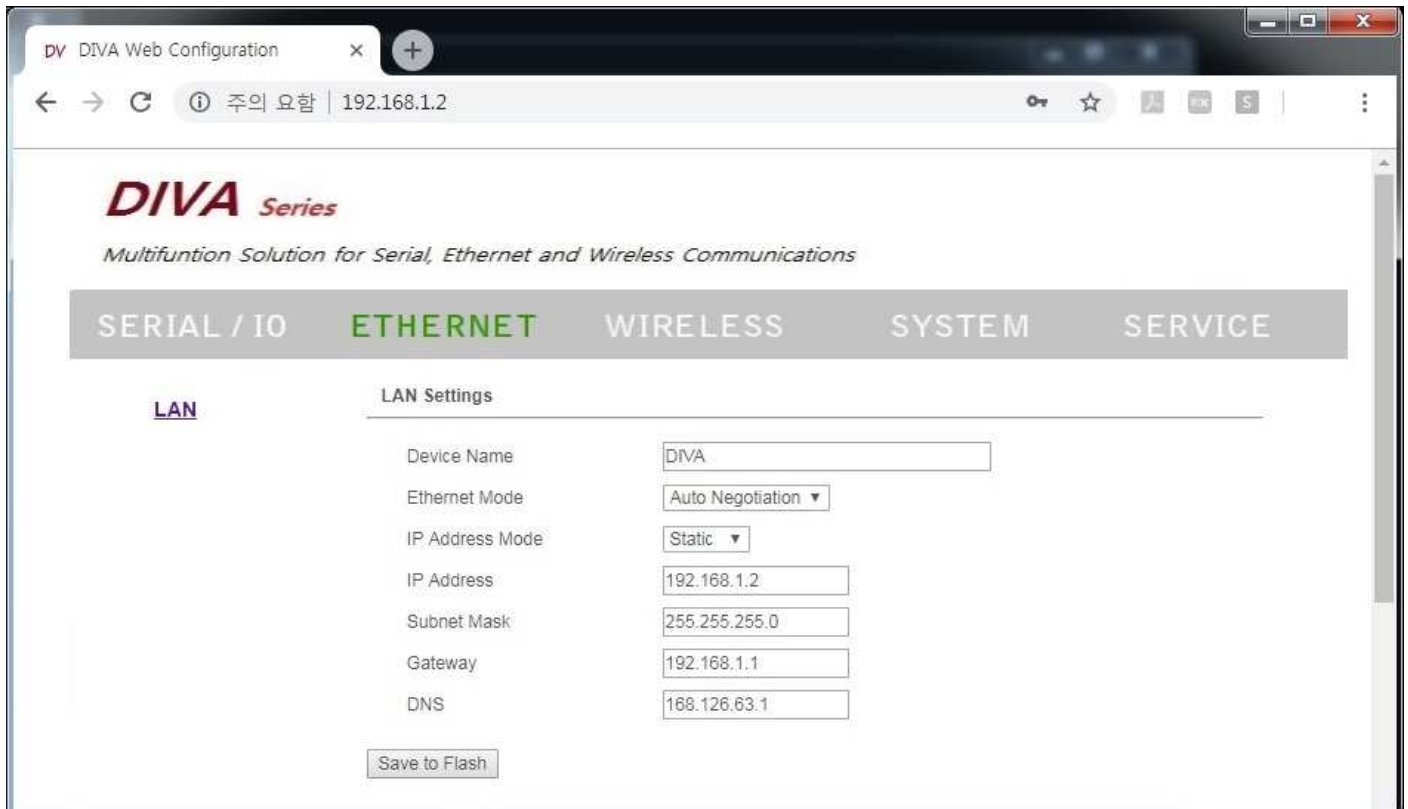 DV DIVA Web Configuration
주의 요함 | 192.168.1.2
DIVA Series
Multifuntion Solution for Serial, Ethernet and Wireless Communications
SERIAL / IO ETHERNET WIRELESS SYSTEM SERVICE
LAN
LAN Settings
Device Name DIVA
Ethernet Mode Auto Negotiation
IP Address Mode Static
IP Address 192.168.1.2
Subnet Mask 255.255.255.0
Gateway 192.168.1.1
DNS 168.126.63.1
Save to Flash